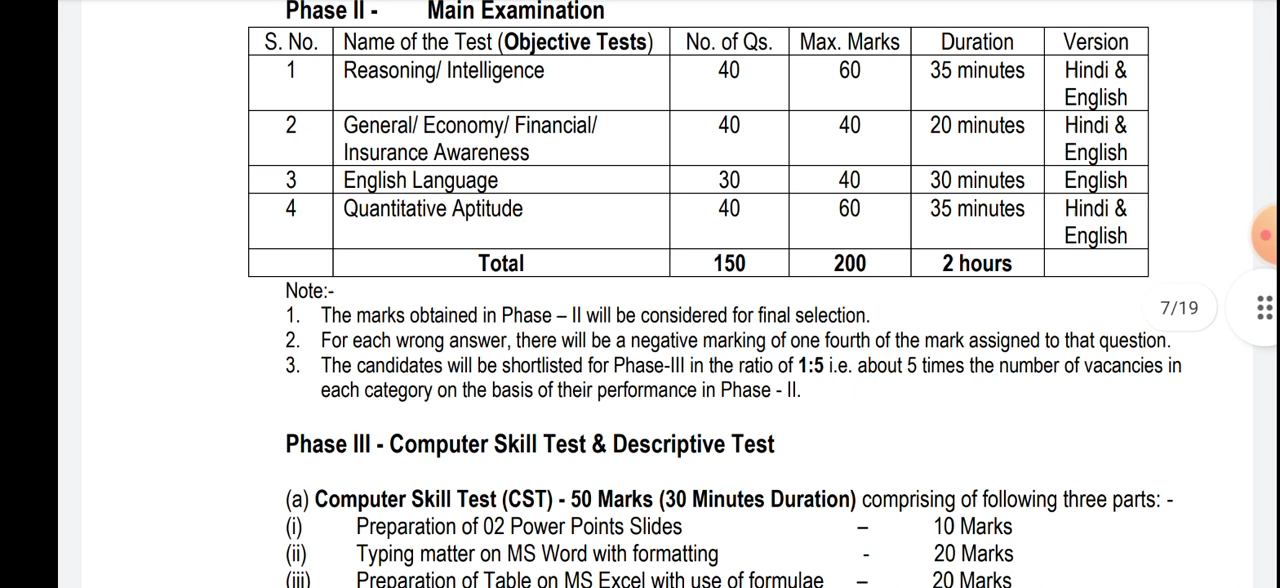 Phase II - Main Examination
S. No. Name of the Test (Objective Tests) No. of Qs. Max. Marks Duration Version
1 Reasoning/ Intelligence 40 60 35 minutes Hindi & English
2 General/ Economy/ Financial/ Insurance Awareness 40 40 20 minutes Hindi & English
3 English Language 30 40 30 minutes English
4 Quantitative Aptitude 40 60 35 minutes Hindi & English
Total 150 200 2 hours
Note:-
1. The marks obtained in Phase – II will be considered for final selection.
7/19
2. For each wrong answer, there will be a negative marking of one fourth of the mark assigned to that question.
3. The candidates will be shortlisted for Phase-III in the ratio of 1:5 i.e. about 5 times the number of vacancies in
each category on the basis of their performance in Phase - II.
Phase III - Computer Skill Test & Descriptive Test
(a) Computer Skill Test (CST) - 50 Marks (30 Minutes Duration) comprising of following three parts: -
(i) Preparation of 02 Power Points Slides – 10 Marks
(ii) Typing matter on MS Word with formatting - 20 Marks
(iii) Preparation of Table on MS Excel with use of formulae – 20 Marks